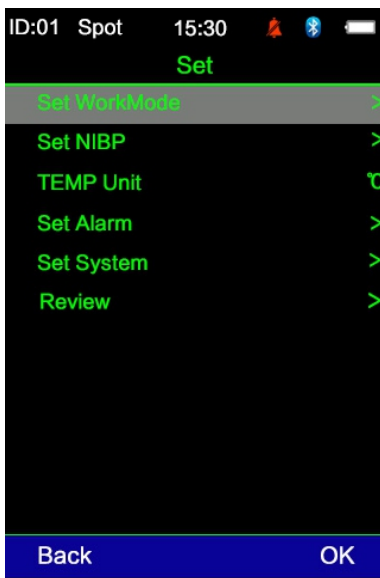 ID:01 Spot 15:30
Set
Set WorkMode >
Set NIBP >
TEMP Unit ℃
Set Alarm >
Set System >
Review >
Back OK